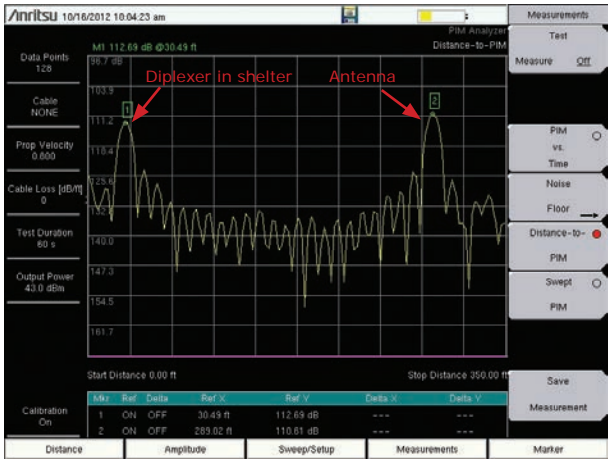 Anritsu 10/16/2012 10:04:23 am
PIM Analyzer
M1 112.69 dB @30.49 ft
Distance-to-PIM
96.7 dB
103.9
111.2
118.4
125.6
132.
140.0
147.3
154.5
161.7
Diplexer in shelter
Antenna
1
2
Data Points
128
Cable
NONE
Prop Velocity
0.800
Cable Loss [dB/ft]
0
Test Duration
60 s
Output Power
43.0 dBm
Calibration
On
Start Distance 0.00 ft
Stop Distance 350.00 ft
Mkr Ref Delta Ref X Ref Y Delta X Delta Y
1 ON OFF 30.49 ft 112.69 dB --- ---
2 ON OFF 289.02 ft 110.61 dB --- ---
Measurements
Test
Measure Off
PIM
vs.
Time
Noise
Floor
Distance-to-
PIM
Swept
PIM
Save
Measurement
Distance
Amplitude
Sweep/Setup
Measurements
Marker